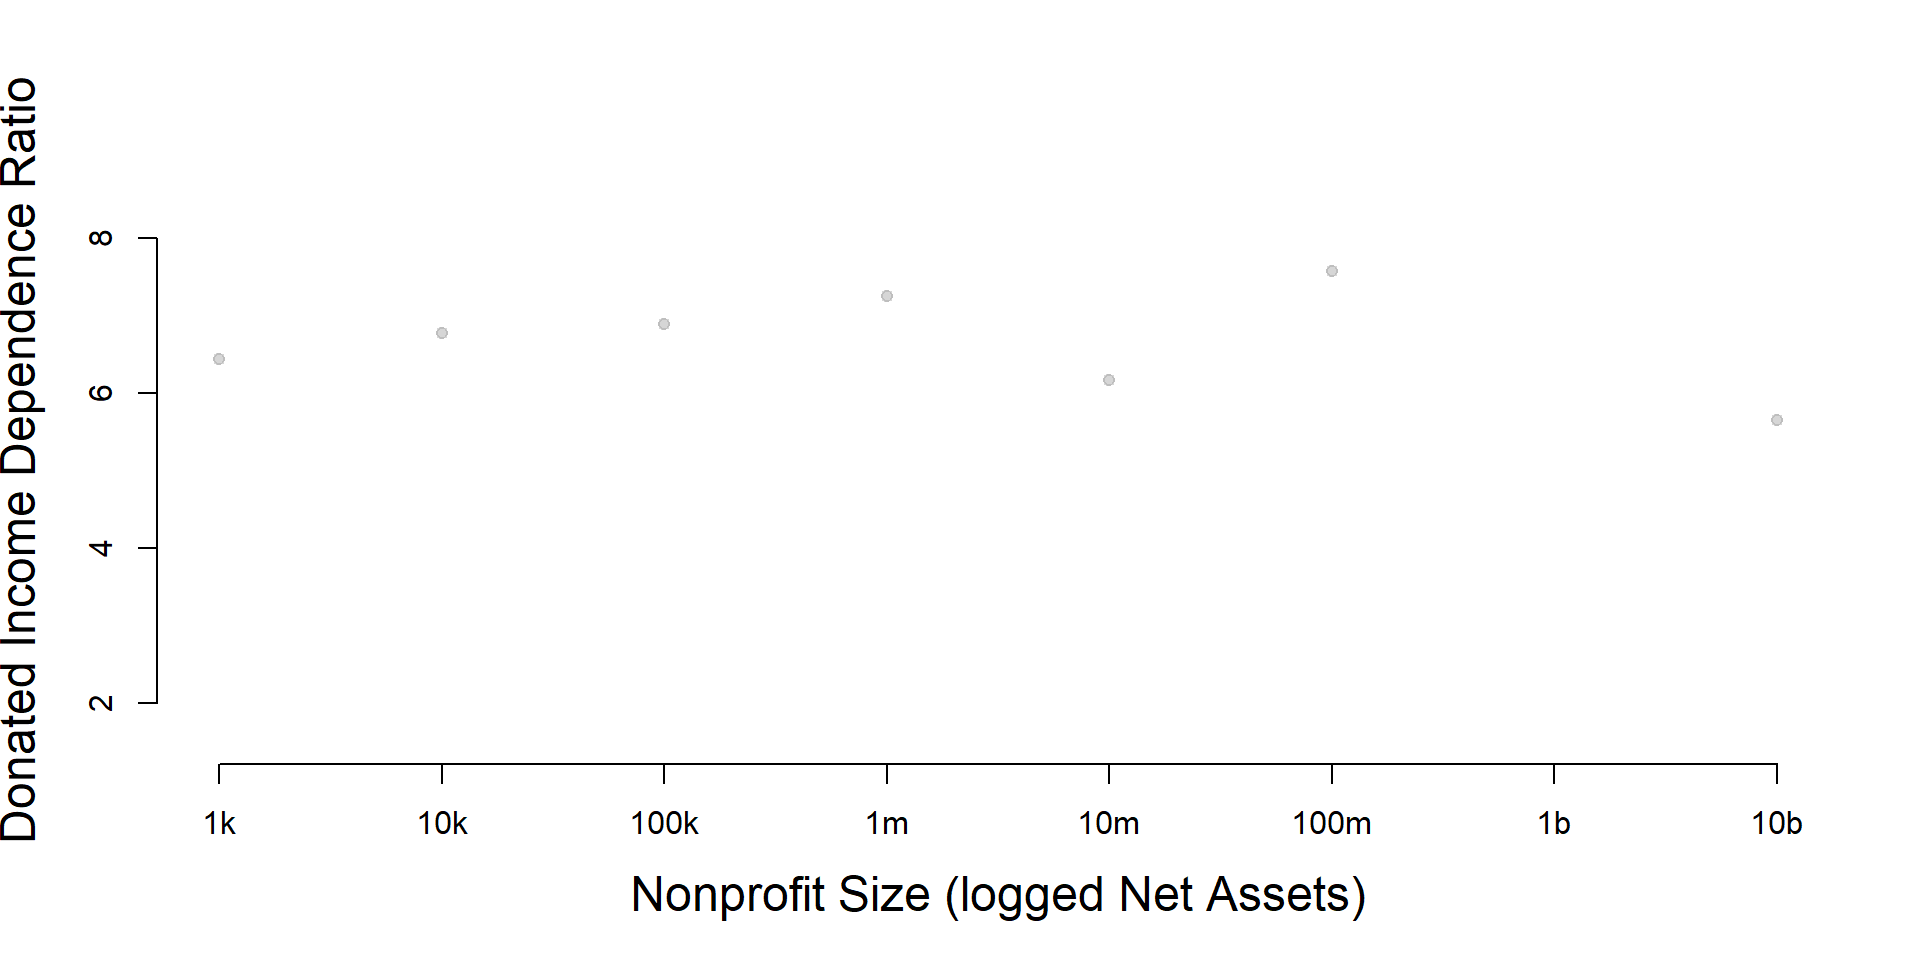 Donated Income Dependence Ratio
8
6
4
2
1k 10k 100k 1m 10m 100m 1b 10b
Nonprofit Size (logged Net Assets)